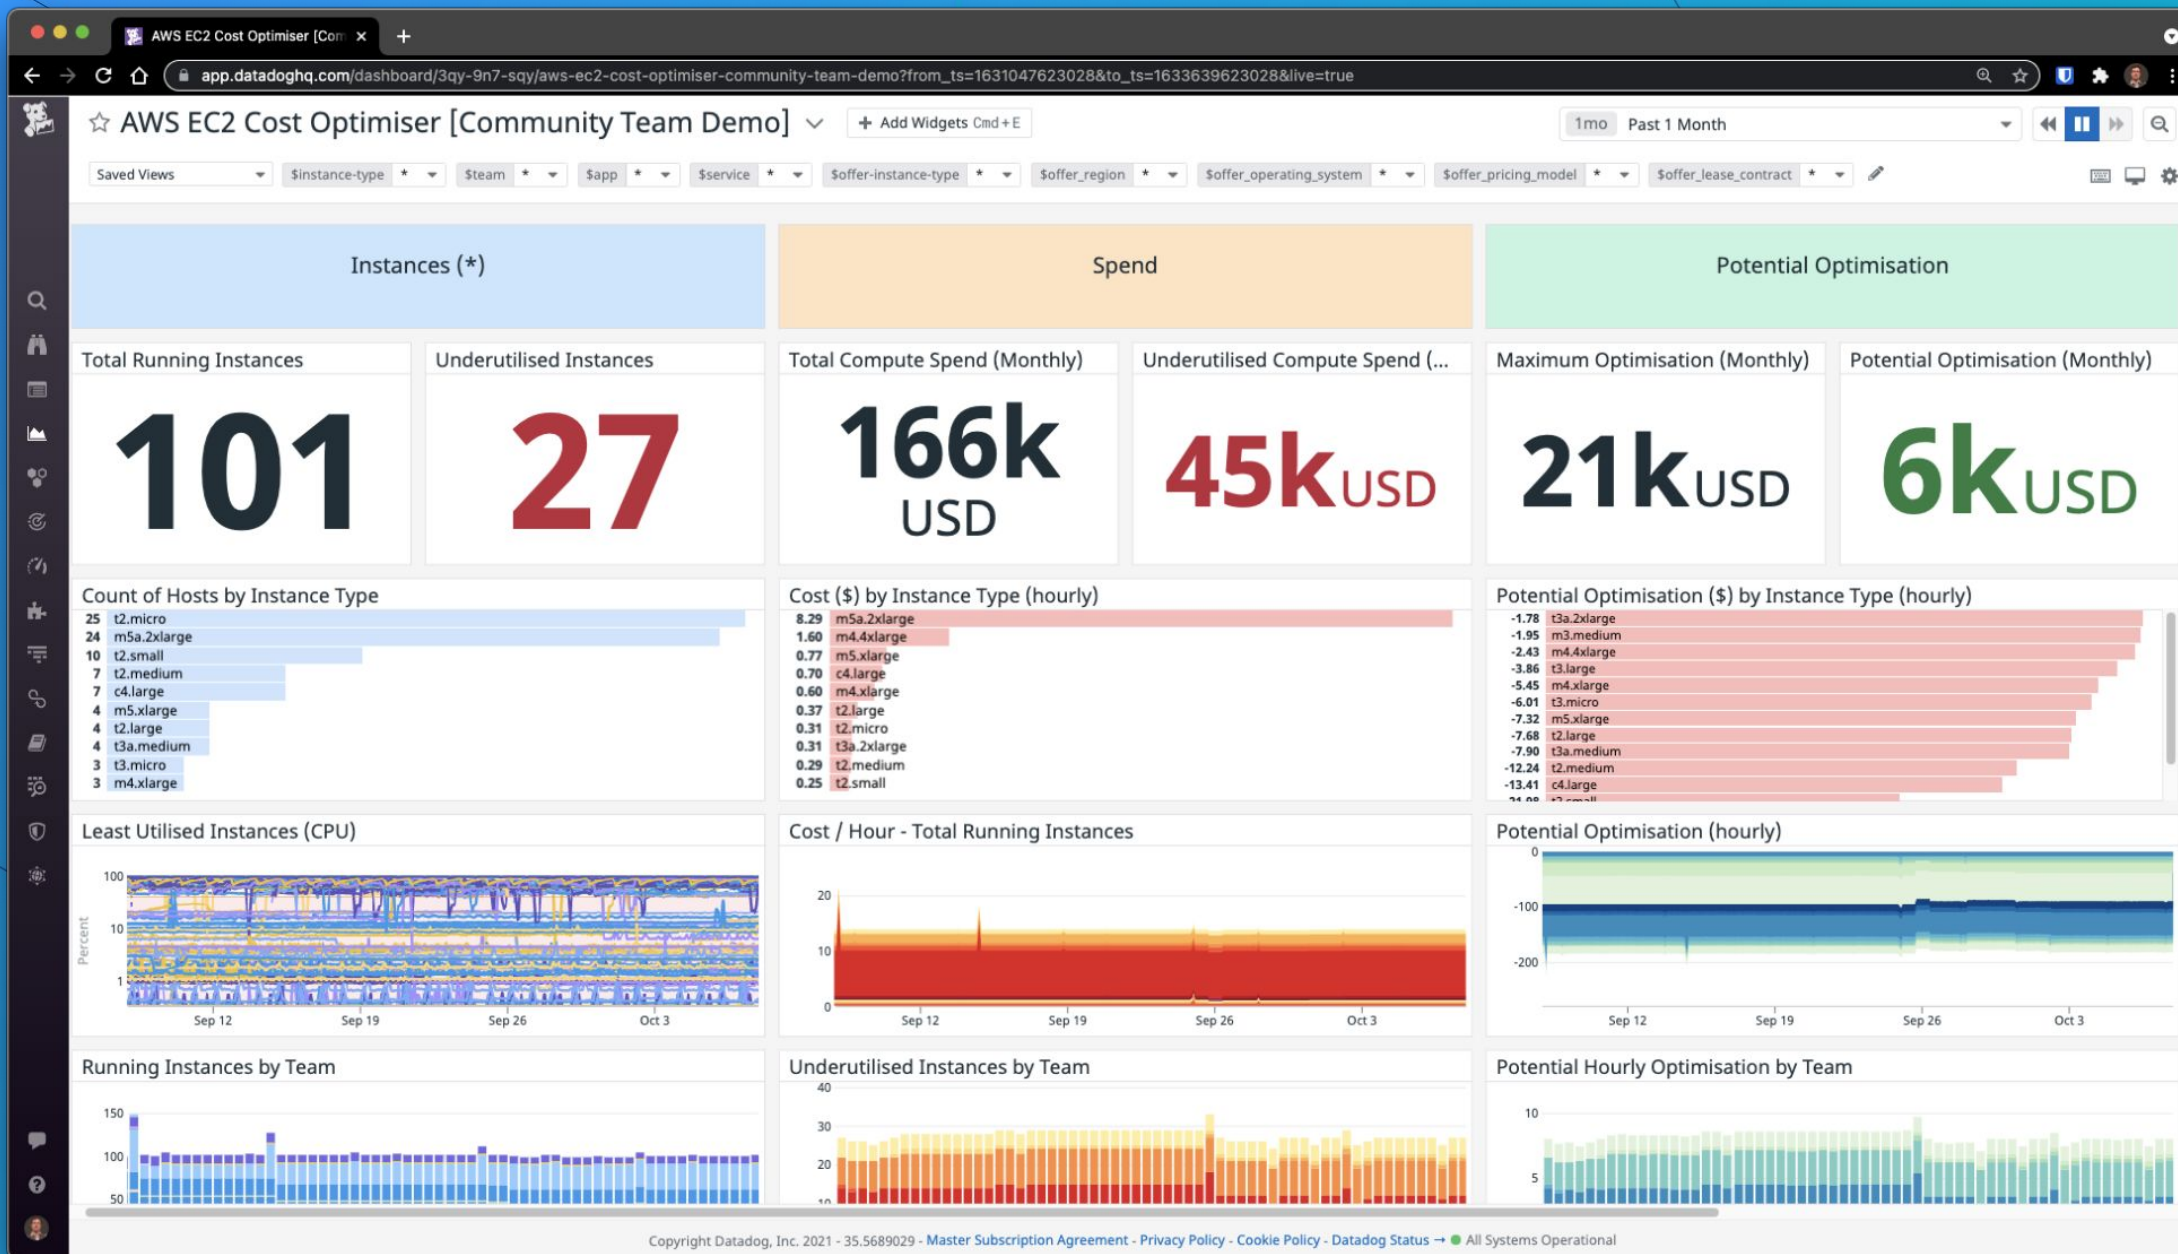 AWS EC2 Cost Optimiser [Com
app.datadoghq.com/dashboard/3qy-9n7-sqy/aws-ec2-cost-optimiser-community-team-demo?from_ts=1631047623028&to_ts=1633639623028&live=true
AWS EC2 Cost Optimiser [Community Team Demo]
+ Add Widgets Cmd+E
1mo Past 1 Month
Saved Views
$instance-type *
$team *
$app *
$service *
$offer-instance-type *
$offer_region *
$offer_operating_system *
$offer_pricing_model *
$offer_lease_contract *
Instances (*)
Spend
Potential Optimisation
Total Running Instances
101
Underutilised Instances
27
Total Compute Spend (Monthly)
166k
USD
Underutilised Compute Spend (...
45k USD
Maximum Optimisation (Monthly)
21k USD
Potential Optimisation (Monthly)
6k USD
Count of Hosts by Instance Type
25 t2.micro
24 m5a.2xlarge
10 t2.small
7 t2.medium
7 c4.large
4 m5.xlarge
4 t2.large
4 t3a.medium
3 t3.micro
3 m4.xlarge
Cost ($) by Instance Type (hourly)
8.29 m5a.2xlarge
1.60 m4.4xlarge
0.77 m5.xlarge
0.70 c4.large
0.60 m4.xlarge
0.37 t2.large
0.31 t2.micro
0.31 t3a.2xlarge
0.29 t2.medium
0.25 t2.small
Potential Optimisation ($) by Instance Type (hourly)
-1.78 t3a.2xlarge
-1.95 m3.medium
-2.43 m4.4xlarge
-3.86 t3.large
-5.45 m4.xlarge
-6.01 t3.micro
-7.32 m5.xlarge
-7.68 t2.large
-7.90 t3a.medium
-12.24 t2.medium
-13.41 c4.large
Least Utilised Instances (CPU)
Percent
100
10
1
Sep 12 Sep 19 Sep 26 Oct 3
Cost / Hour - Total Running Instances
20
10
0
Sep 12 Sep 19 Sep 26 Oct 3
Potential Optimisation (hourly)
0
-100
-200
Sep 12 Sep 19 Sep 26 Oct 3
Running Instances by Team
150
100
50
Underutilised Instances by Team
40
30
20
10
Potential Hourly Optimisation by Team
10
5
Copyright Datadog, Inc. 2021 - 35.5689029 - Master Subscription Agreement - Privacy Policy - Cookie Policy - Datadog Status → All Systems Operational